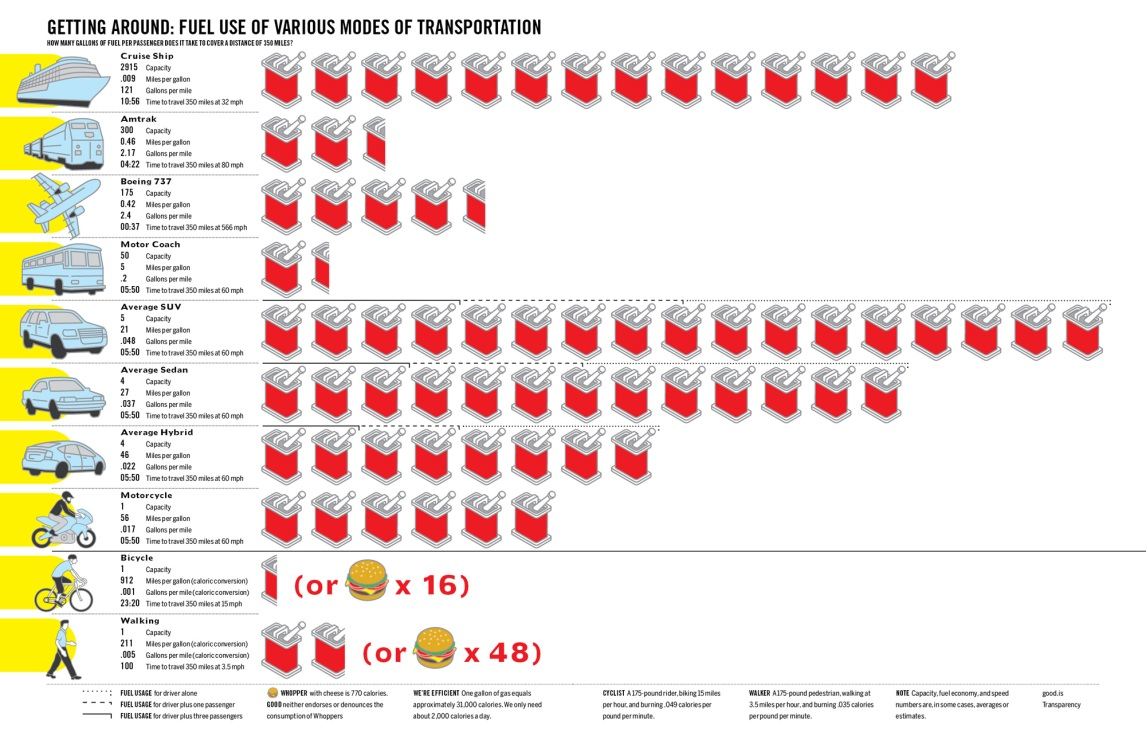 GETTING AROUND: FUEL USE OF VARIOUS MODES OF TRANSPORTATION
HOW MANY GALLONS OF FUEL PER PASSENGER DOES IT TAKE TO COVER A DISTANCE OF 350 MILES?
Cruise Ship
2915 Capacity
.009 Miles per gallon
121 Gallons per mile
10:56 Time to travel 350 miles at 32 mph
Amtrak
300 Capacity
0.46 Miles per gallon
2.17 Gallons per mile
04:22 Time to travel 350 miles at 80 mph
Boeing 737
175 Capacity
0.42 Miles per gallon
2.4 Gallons per mile
00:37 Time to travel 350 miles at 566 mph
Motor Coach
50 Capacity
5 Miles per gallon
.2 Gallons per mile
05:50 Time to travel 350 miles at 60 mph
Average SUV
5 Capacity
21 Miles per gallon
.048 Gallons per mile
05:50 Time to travel 350 miles at 60 mph
Average Sedan
4 Capacity
27 Miles per gallon
.037 Gallons per mile
05:50 Time to travel 350 miles at 60 mph
Average Hybrid
4 Capacity
46 Miles per gallon
.022 Gallons per mile
05:50 Time to travel 350 miles at 60 mph
Motorcycle
1 Capacity
56 Miles per gallon
.017 Gallons per mile
05:50 Time to travel 350 miles at 60 mph
Bicycle
1 Capacity
912 Miles per gallon (caloric conversion)
.001 Gallons per mile (caloric conversion)
23:20 Time to travel 350 miles at 15 mph
(or x 16)
Walking
1 Capacity
211 Miles per gallon (caloric conversion)
.005 Gallons per mile (caloric conversion)
100 Time to travel 350 miles at 3.5 mph
(or x 48)
FUEL USAGE for driver alone
FUEL USAGE for driver plus one passenger
FUEL USAGE for driver plus three passengers
WHOPPER with cheese is 770 calories.
GOOD neither endorses or denounces the
consumption of Whoppers
WE'RE EFFICIENT One gallon of gas equals
approximately 31,000 calories. We only need
about 2,000 calories a day.
CYCLIST A 175-pound rider, biking 15 miles
per hour, and burning .049 calories per
pound per minute.
WALKER A 175-pound pedestrian, walking at
3.5 miles per hour, and burning .035 calories
per pound per minute.
NOTE Capacity, fuel economy, and speed
numbers are, in some cases, averages or
estimates.
good.is
Transparency